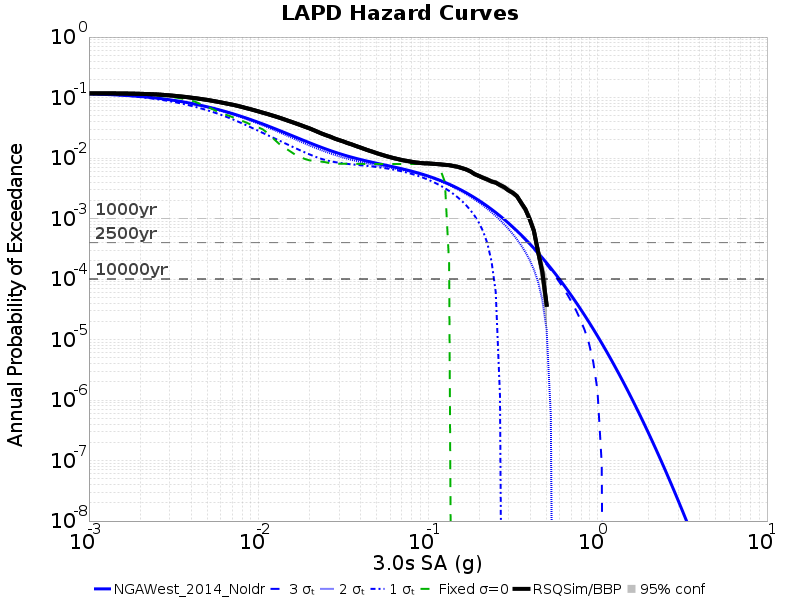 LAPD Hazard Curves
10^0
10^-1
10^-2
10^-3
10^-4
10^-5
10^-6
10^-7
10^-8
Annual Probability of Exceedance
1000yr
2500yr
10000yr
10^-3 10^-2 10^-1 10^0 10^1
3.0s SA (g)
NGAWest_2014_NoIdr 3 σₜ 2 σₜ 1 σₜ Fixed σ=0 RSQSim/BBP 95% conf